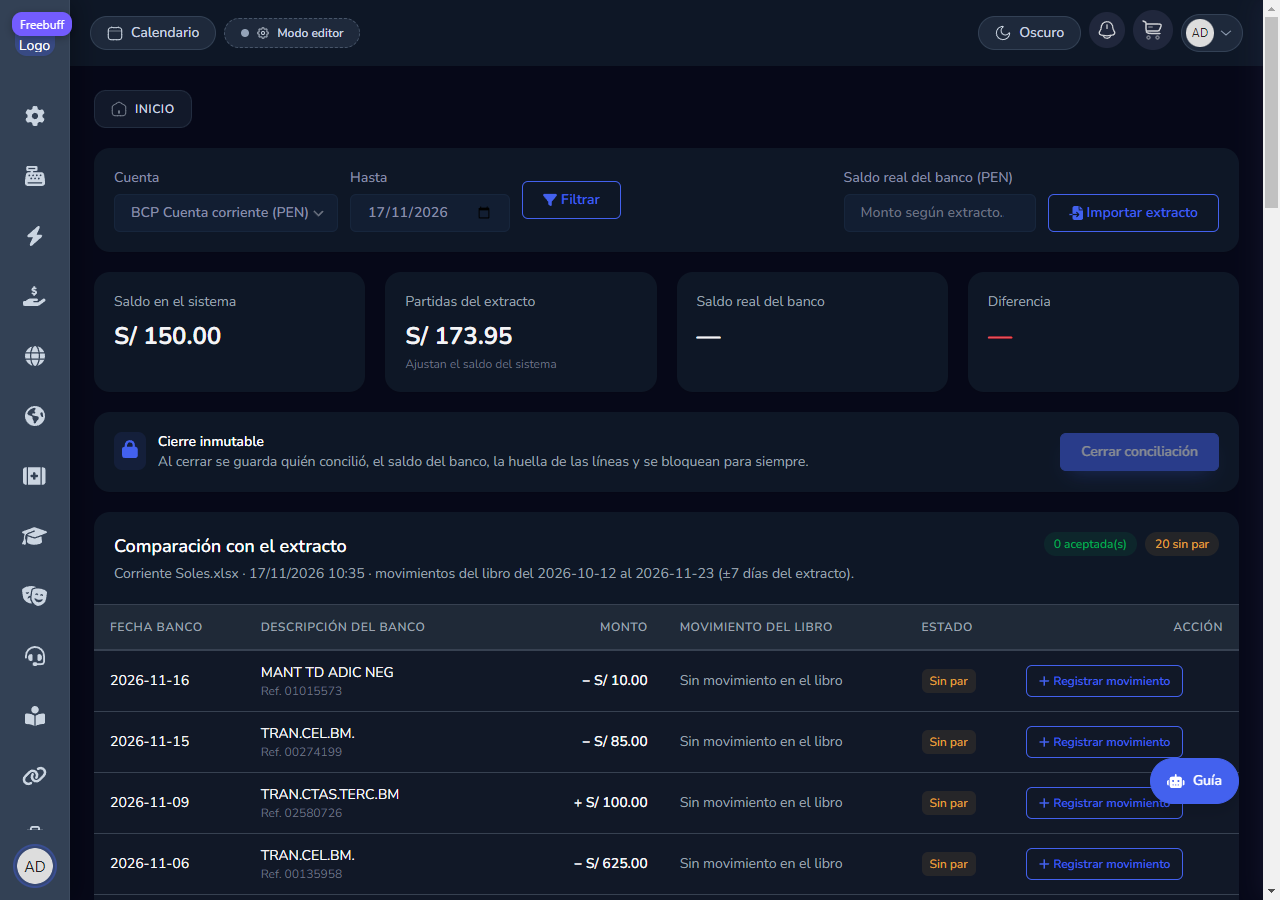 Freebuff
Logo
Calendario
Modo editor
Oscuro
AD
INICIO
Cuenta
Hasta
Saldo real del banco (PEN)
BCP Cuenta corriente (PEN)
17/11/2026
Filtrar
Monto según extracto.
Importar extracto
Saldo en el sistema
Partidas del extracto
Saldo real del banco
Diferencia
S/ 150.00
S/ 173.95
—
—
Ajustan el saldo del sistema
Cierre inmutable
Al cerrar se guarda quién concilió, el saldo del banco, la huella de las líneas y se bloquean para siempre.
Cerrar conciliación
Comparación con el extracto
0 aceptada(s)
20 sin par
Corriente Soles.xlsx · 17/11/2026 10:35 · movimientos del libro del 2026-10-12 al 2026-11-23 (±7 días del extracto).
FECHA BANCO DESCRIPCIÓN DEL BANCO MONTO MOVIMIENTO DEL LIBRO ESTADO ACCIÓN
2026-11-16 MANT TD ADIC NEG − S/ 10.00 Sin movimiento en el libro Sin par + Registrar movimiento
Ref. 01015573
2026-11-15 TRAN.CEL.BM. − S/ 85.00 Sin movimiento en el libro Sin par + Registrar movimiento
Ref. 00274199
2026-11-09 TRAN.CTAS.TERC.BM + S/ 100.00 Sin movimiento en el libro Sin par + Registrar movimiento
Ref. 02580726
2026-11-06 TRAN.CEL.BM. − S/ 625.00 Sin movimiento en el libro Sin par + Registrar movimiento
Ref. 00135958
Guía
AD